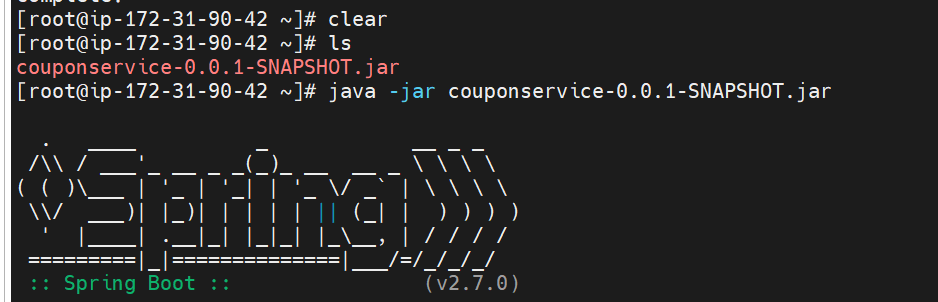 [root@ip-172-31-90-42 ~]# clear
[root@ip-172-31-90-42 ~]# ls
couponservice-0.0.1-SNAPSHOT.jar
[root@ip-172-31-90-42 ~]# java -jar couponservice-0.0.1-SNAPSHOT.jar
  .   ____          _            __ _ _
 /\\ / ___'_ __ _ _(_)_ __  __ _ \ \ \ \
( ( )\___ | '_ | '_| | '_ \/ _` | \ \ \ \
 \\/  ___)| |_)| | | | | || (_| |  ) ) ) )
  '  |____| .__|_| |_|_| |_\__, | / / / /
 =========|_|==============|___/=/_/_/_/
 :: Spring Boot ::                (v2.7.0)